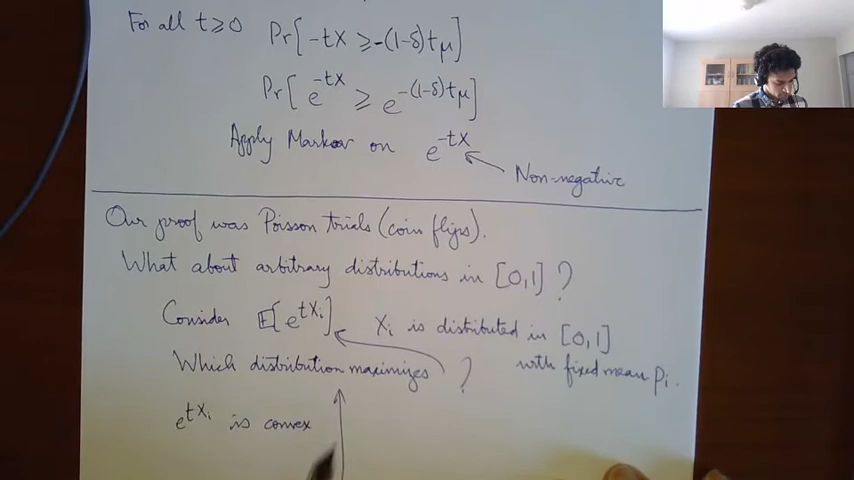 For all t ≥ 0 Pr[-tX ≥ -(1-δ)tμ]
Pr[e^{-tX} ≥ e^{-(1-δ)tμ}]
Apply Markov on e^{-tX}
Non-negative
Our proof was Poisson trials (coin flips).
What about arbitrary distributions in [0,1] ?
Consider E[e^{tX_i}] X_i is distributed in [0,1]
with fixed mean p_i.
Which distribution maximizes ?
e^{tX_i} is convex